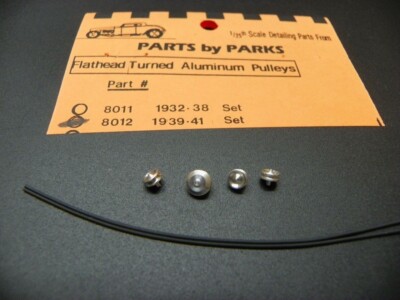 1/25th Scale Detailing Parts From
PARTS by PARKS
Flathead Turned Aluminum Pulleys
Part #
8011 1932-38 Set
8012 1939-41 Set